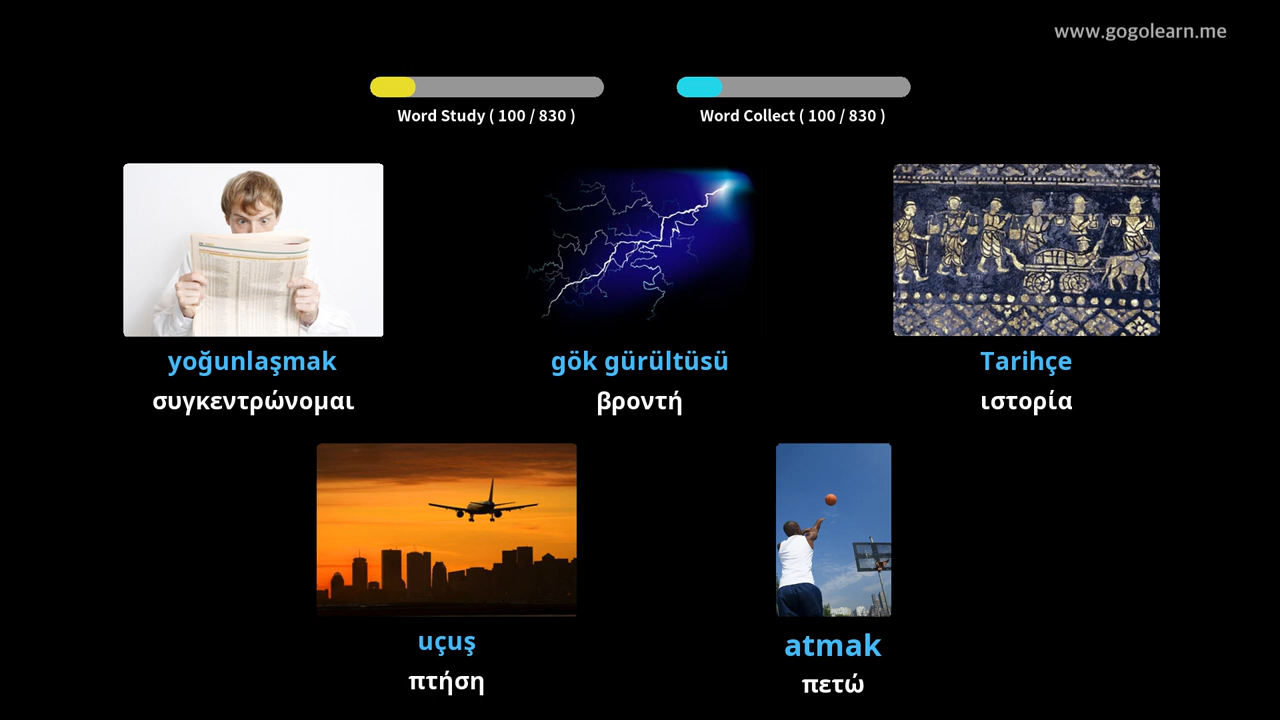 www.gogolearn.me
Word Study ( 100 / 830 )
Word Collect ( 100 / 830 )
yoğunlaşmak
συγκεντρώνομαι
gök gürültüsü
βροντή
Tarihçe
ιστορία
uçuş
πτήση
atmak
πετώ